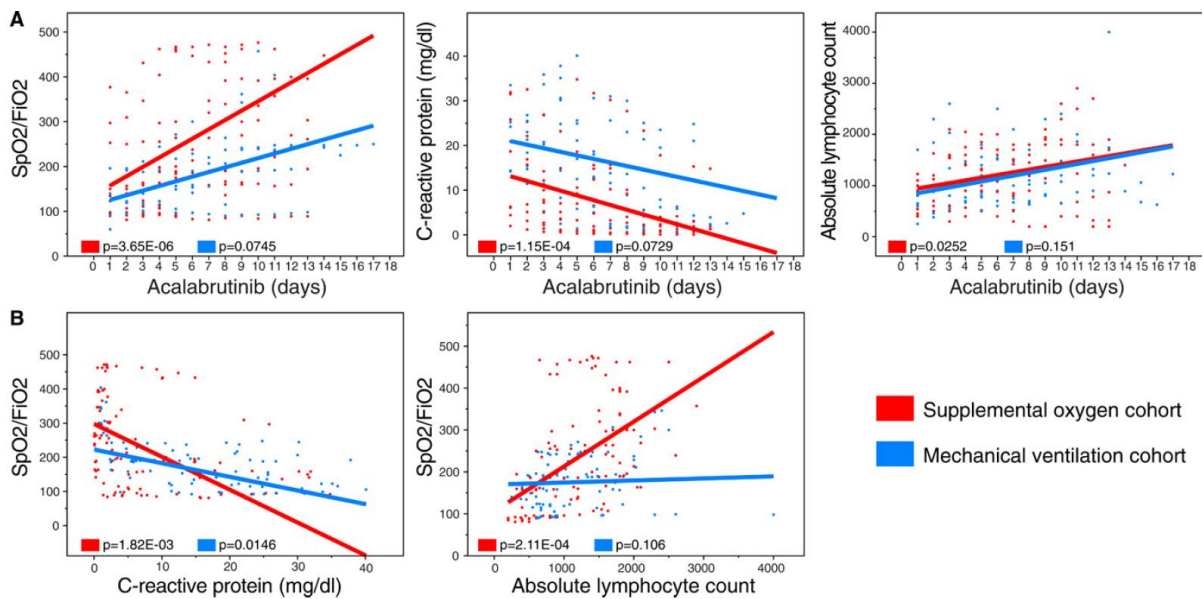 A
SpO2/FiO2
500
400
300
200
100
0
p=3.65E-06 p=0.0745
0 1 2 3 4 5 6 7 8 9 10 11 12 13 14 15 16 17 18
Acalabrutinib (days)
C-reactive protein (mg/dl)
40
30
20
10
0
p=1.15E-04 p=0.0729
0 1 2 3 4 5 6 7 8 9 10 11 12 13 14 15 16 17 18
Acalabrutinib (days)
Absolute lymphocyte count
4000
3000
2000
1000
0
p=0.0252 p=0.151
0 1 2 3 4 5 6 7 8 9 10 11 12 13 14 15 16 17 18
Acalabrutinib (days)
B
SpO2/FiO2
500
400
300
200
100
0
p=1.82E-03 p=0.0146
0 10 20 30 40
C-reactive protein (mg/dl)
SpO2/FiO2
500
400
300
200
100
0
p=2.11E-04 p=0.106
0 1000 2000 3000 4000
Absolute lymphocyte count
Supplemental oxygen cohort
Mechanical ventilation cohort